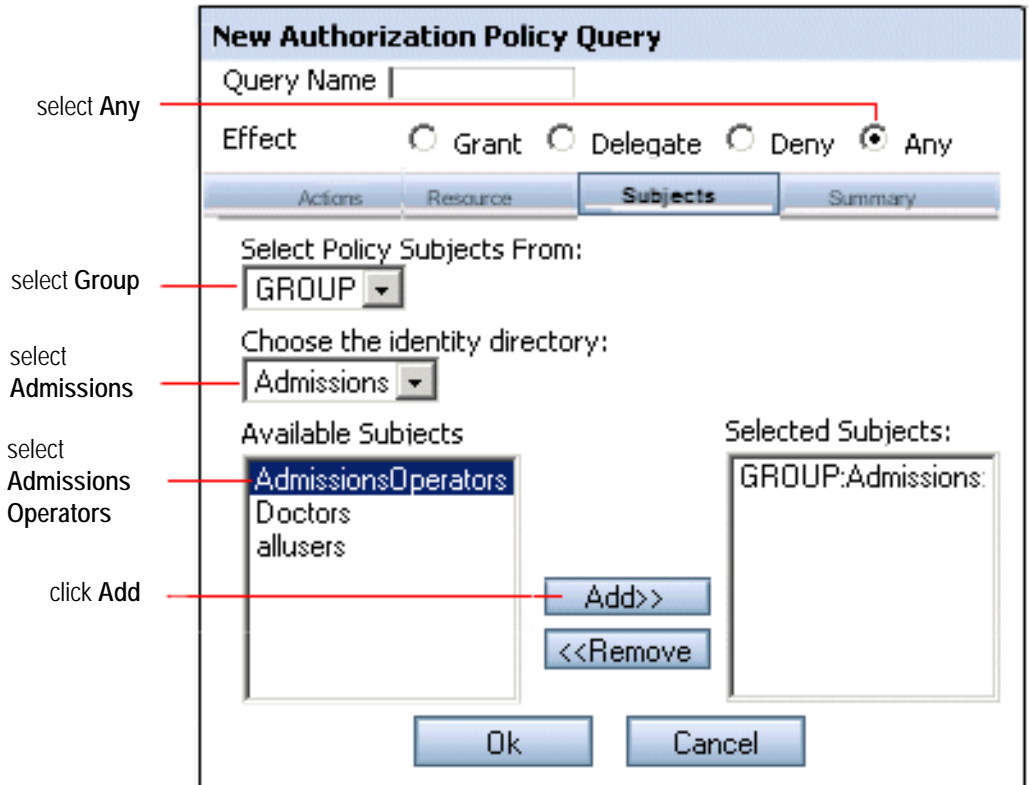 New Authorization Policy Query
Query Name
select Any
Effect Grant Delegate Deny Any
Actions Resource Subjects Summary
Select Policy Subjects From:
select Group
GROUP
Choose the identity directory:
select
Admissions
Admissions
Available Subjects
Selected Subjects:
select
Admissions
Operators
AdmissionsOperators
Doctors
allusers
GROUP:Admissions:
click Add
Add>>
<<Remove
Ok Cancel